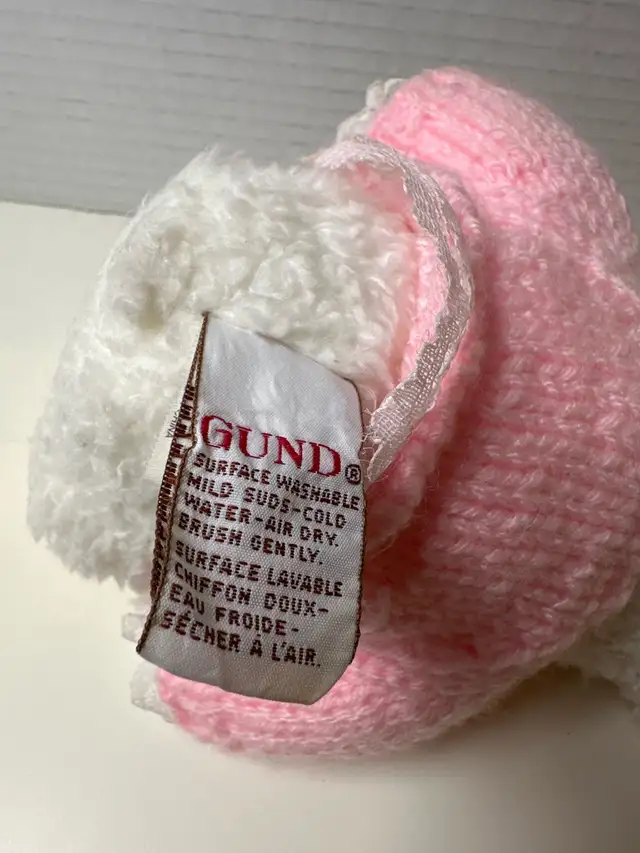 GUND®
SURFACE WASHABLE
MILD SUDS-COLD
WATER-AIR DRY.
BRUSH GENTLY.
SURFACE LAVABLE
CHIFFON DOUX-
EAU FROIDE-
SÉCHER À L'AIR.